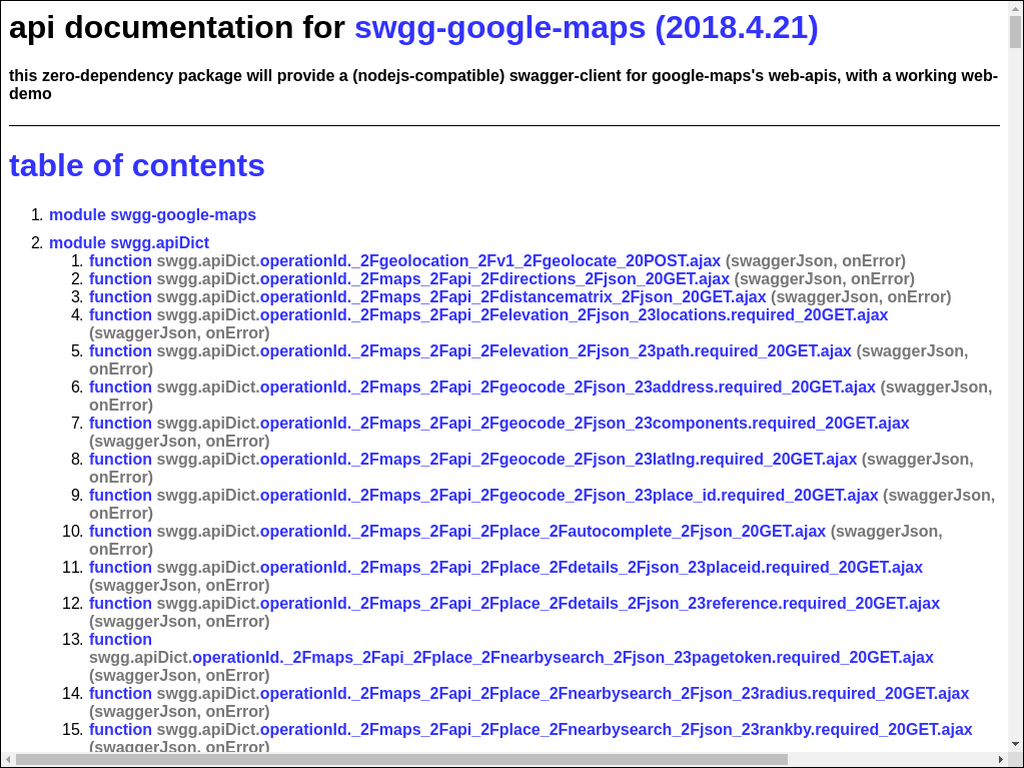 api documentation for swgg-google-maps (2018.4.21)
this zero-dependency package will provide a (nodejs-compatible) swagger-client for google-maps's web-apis, with a working web-
demo
table of contents
1. module swgg-google-maps
2. module swgg.apiDict
1. function swgg.apiDict.operationId._2Fgeolocation_2Fv1_2Fgeolocate_20POST.ajax (swaggerJson, onError)
2. function swgg.apiDict.operationId._2Fmaps_2Fapi_2Fdirections_2Fjson_20GET.ajax (swaggerJson, onError)
3. function swgg.apiDict.operationId._2Fmaps_2Fapi_2Fdistancematrix_2Fjson_20GET.ajax (swaggerJson, onError)
4. function swgg.apiDict.operationId._2Fmaps_2Fapi_2Felevation_2Fjson_23locations.required_20GET.ajax
(swaggerJson, onError)
5. function swgg.apiDict.operationId._2Fmaps_2Fapi_2Felevation_2Fjson_23path.required_20GET.ajax (swaggerJson,
onError)
6. function swgg.apiDict.operationId._2Fmaps_2Fapi_2Fgeocode_2Fjson_23address.required_20GET.ajax (swaggerJson,
onError)
7. function swgg.apiDict.operationId._2Fmaps_2Fapi_2Fgeocode_2Fjson_23components.required_20GET.ajax
(swaggerJson, onError)
8. function swgg.apiDict.operationId._2Fmaps_2Fapi_2Fgeocode_2Fjson_23latlng.required_20GET.ajax (swaggerJson,
onError)
9. function swgg.apiDict.operationId._2Fmaps_2Fapi_2Fgeocode_2Fjson_23place_id.required_20GET.ajax (swaggerJson,
onError)
10. function swgg.apiDict.operationId._2Fmaps_2Fapi_2Fplace_2Fautocomplete_2Fjson_20GET.ajax (swaggerJson,
onError)
11. function swgg.apiDict.operationId._2Fmaps_2Fapi_2Fplace_2Fdetails_2Fjson_23placeid.required_20GET.ajax
(swaggerJson, onError)
12. function swgg.apiDict.operationId._2Fmaps_2Fapi_2Fplace_2Fdetails_2Fjson_23reference.required_20GET.ajax
(swaggerJson, onError)
13. function
swgg.apiDict.operationId._2Fmaps_2Fapi_2Fplace_2Fnearbysearch_2Fjson_23pagetoken.required_20GET.ajax
(swaggerJson, onError)
14. function swgg.apiDict.operationId._2Fmaps_2Fapi_2Fplace_2Fnearbysearch_2Fjson_23radius.required_20GET.ajax
(swaggerJson, onError)
15. function swgg.apiDict.operationId._2Fmaps_2Fapi_2Fplace_2Fnearbysearch_2Fjson_23rankby.required_20GET.ajax
(swaggerJson, onError)